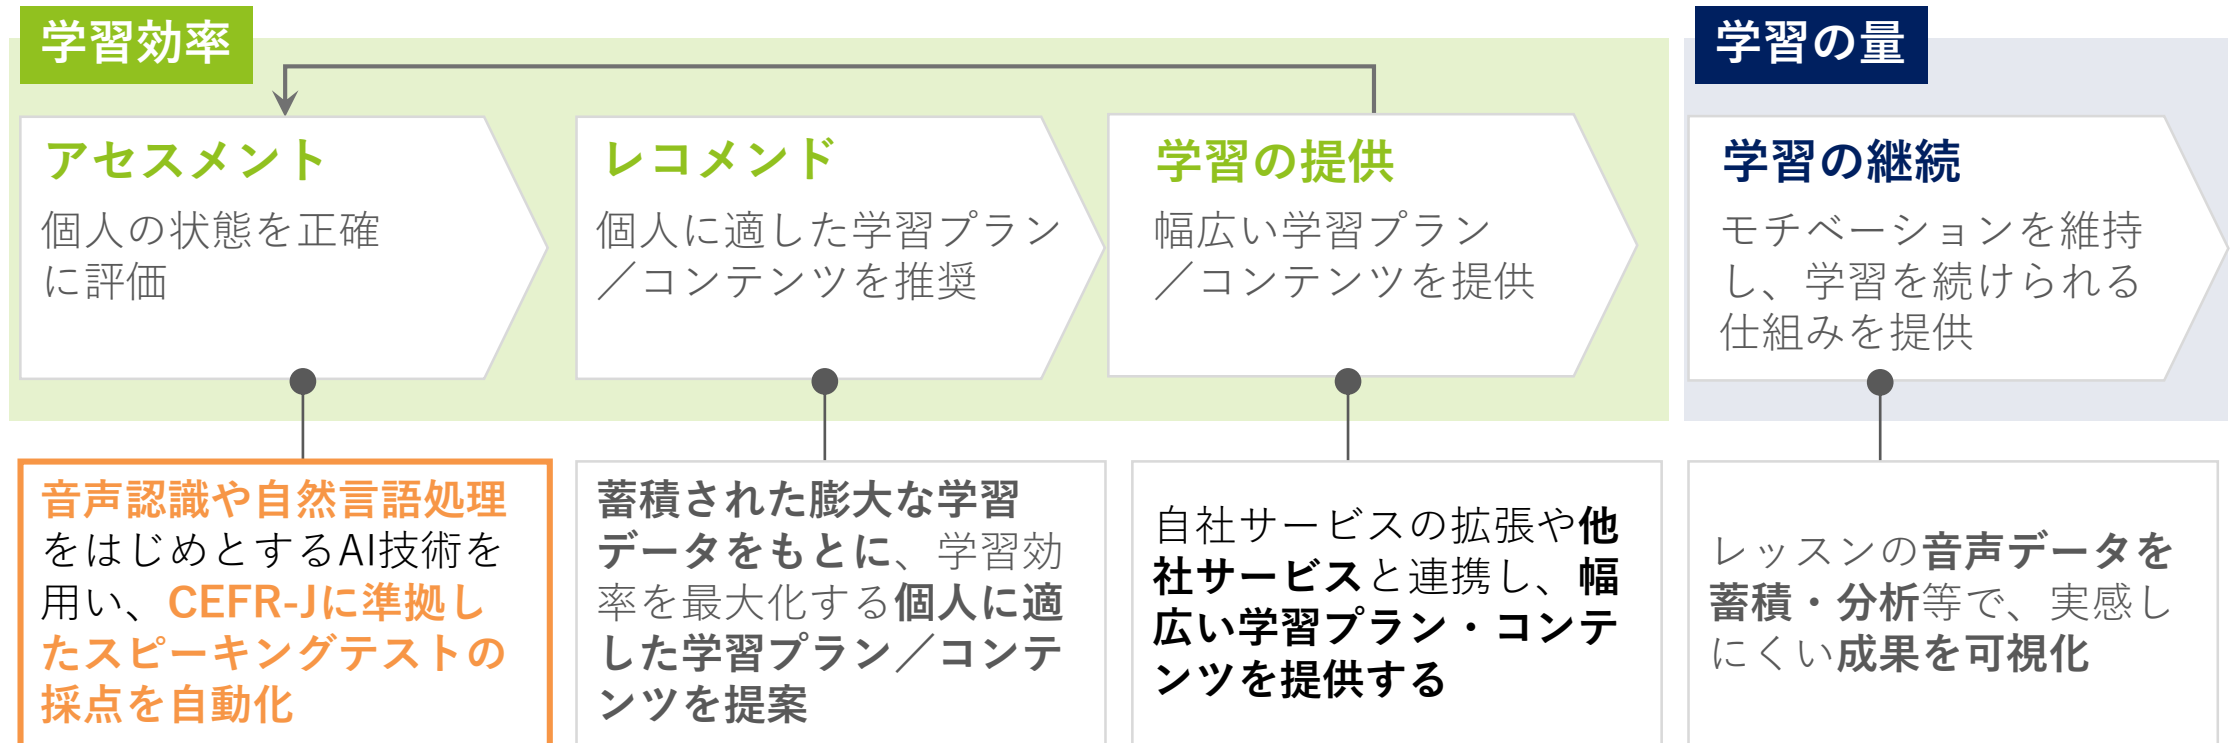 学習効率
学習の量
アセスメント
個人の状態を正確
に評価
レコメンド
個人に適した学習プラン
／コンテンツを推奨
学習の提供
幅広い学習プラン
／コンテンツを提供
学習の継続
モチベーションを維持
し、学習を続けられる
仕組みを提供
音声認識や自然言語処理
をはじめとするAI技術を
用い、CEFR-Jに準拠し
たスピーキングテストの
採点を自動化
蓄積された膨大な学習
データをもとに、学習効
率を最大化する個人に適
した学習プラン／コンテ
ンツを提案
自社サービスの拡張や他
社サービスと連携し、幅
広い学習プラン・コンテ
ンツを提供する
レッスンの音声データを
蓄積・分析等で、実感し
にくい成果を可視化